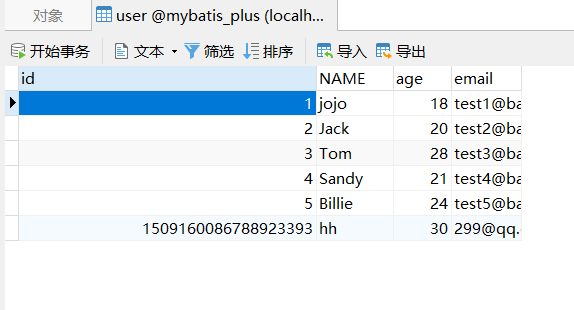 对象 user @mybatis_plus (localh...
开始事务 文本 筛选 排序 导入 导出
id NAME age email
1 jojo 18 test1@ba
2 Jack 20 test2@ba
3 Tom 28 test3@ba
4 Sandy 21 test4@ba
5 Billie 24 test5@ba
1509160086788923393 hh 30 299@qq.